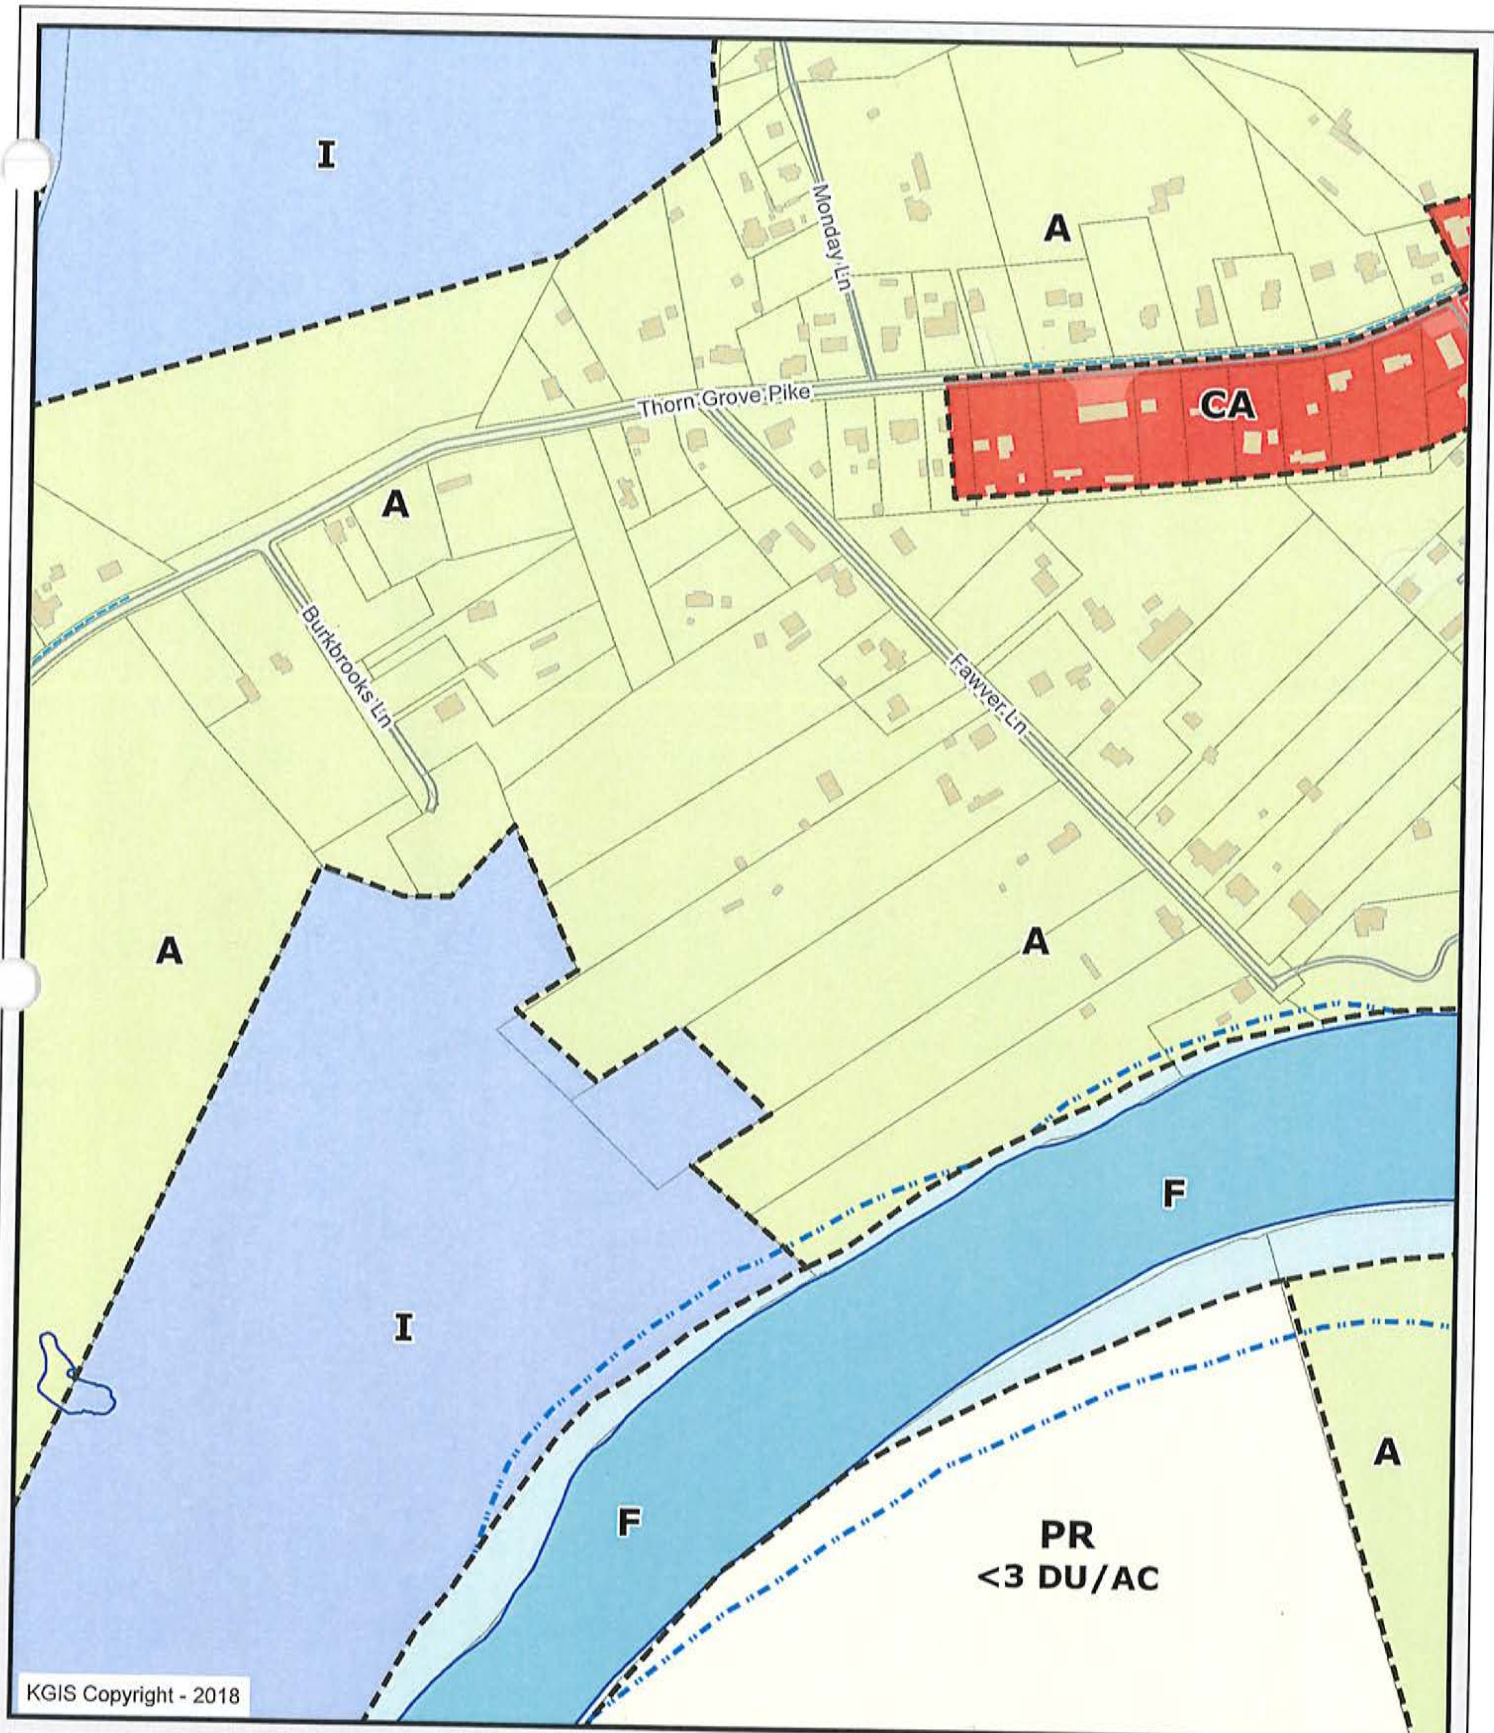 I
Monday Ln
A
Thorn Grove Pike
CA
A
Burkbrooks Ln
Fawver Ln
A
A
F
I
A
F
PR
<3 DU/AC
KGIS Copyright - 2018